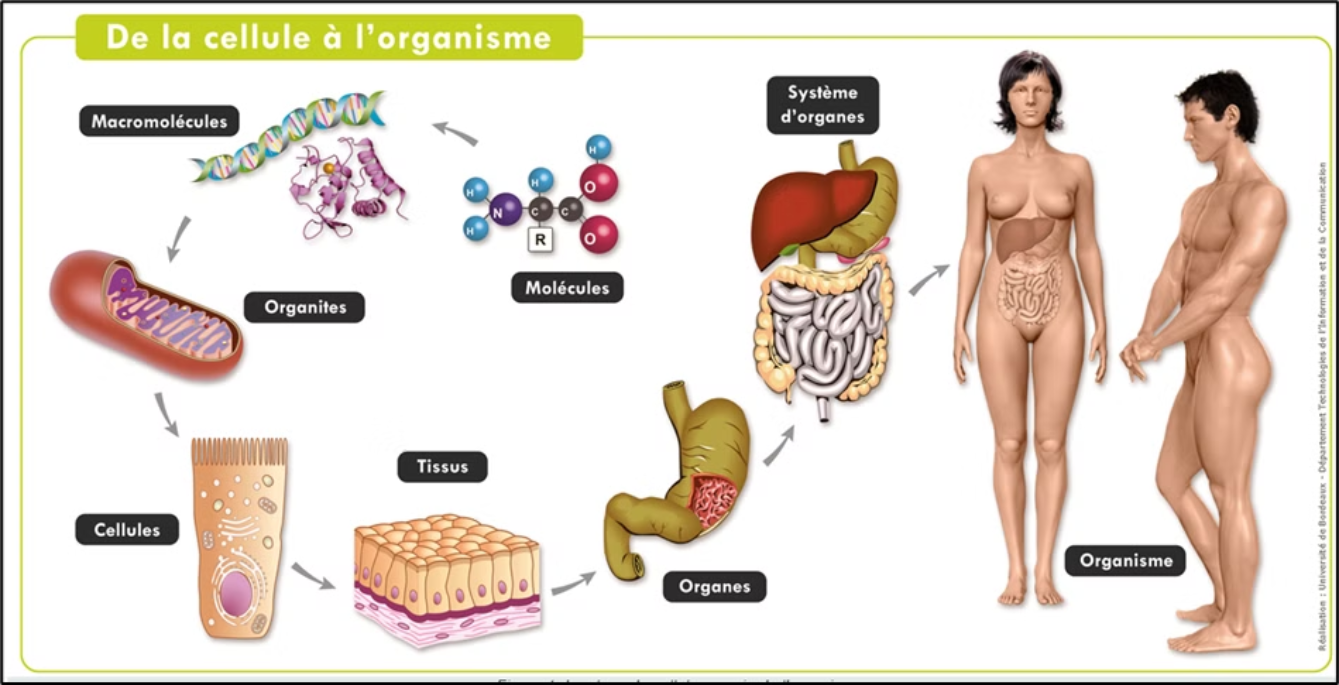 De la cellule à l'organisme
Macromolécules
H
H
H
H
N
C
C
O
O
R
Molécules
Organites
Cellules
Tissus
Organes
Système
d'organes
Organisme
Réalisation : Université de Bordeaux - Département Technologies de l'Information et de la Communication